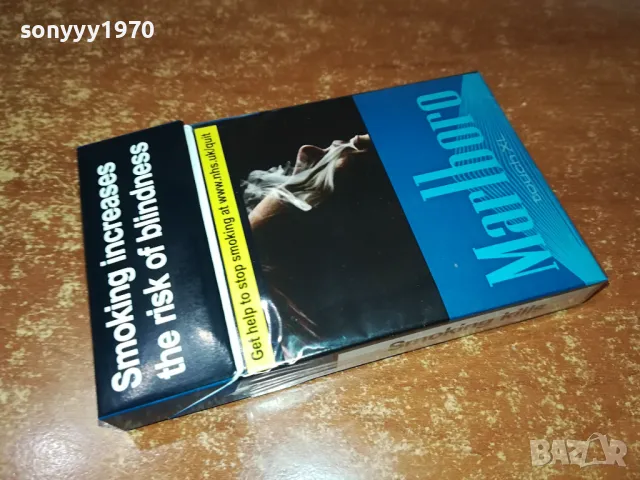 sonyyy1970
Smoking increases
the risk of blindness
Get help to stop smoking at www.nhs.uk/quit
Marlboro
TOUCH XL
Smoking kills
BAZAR